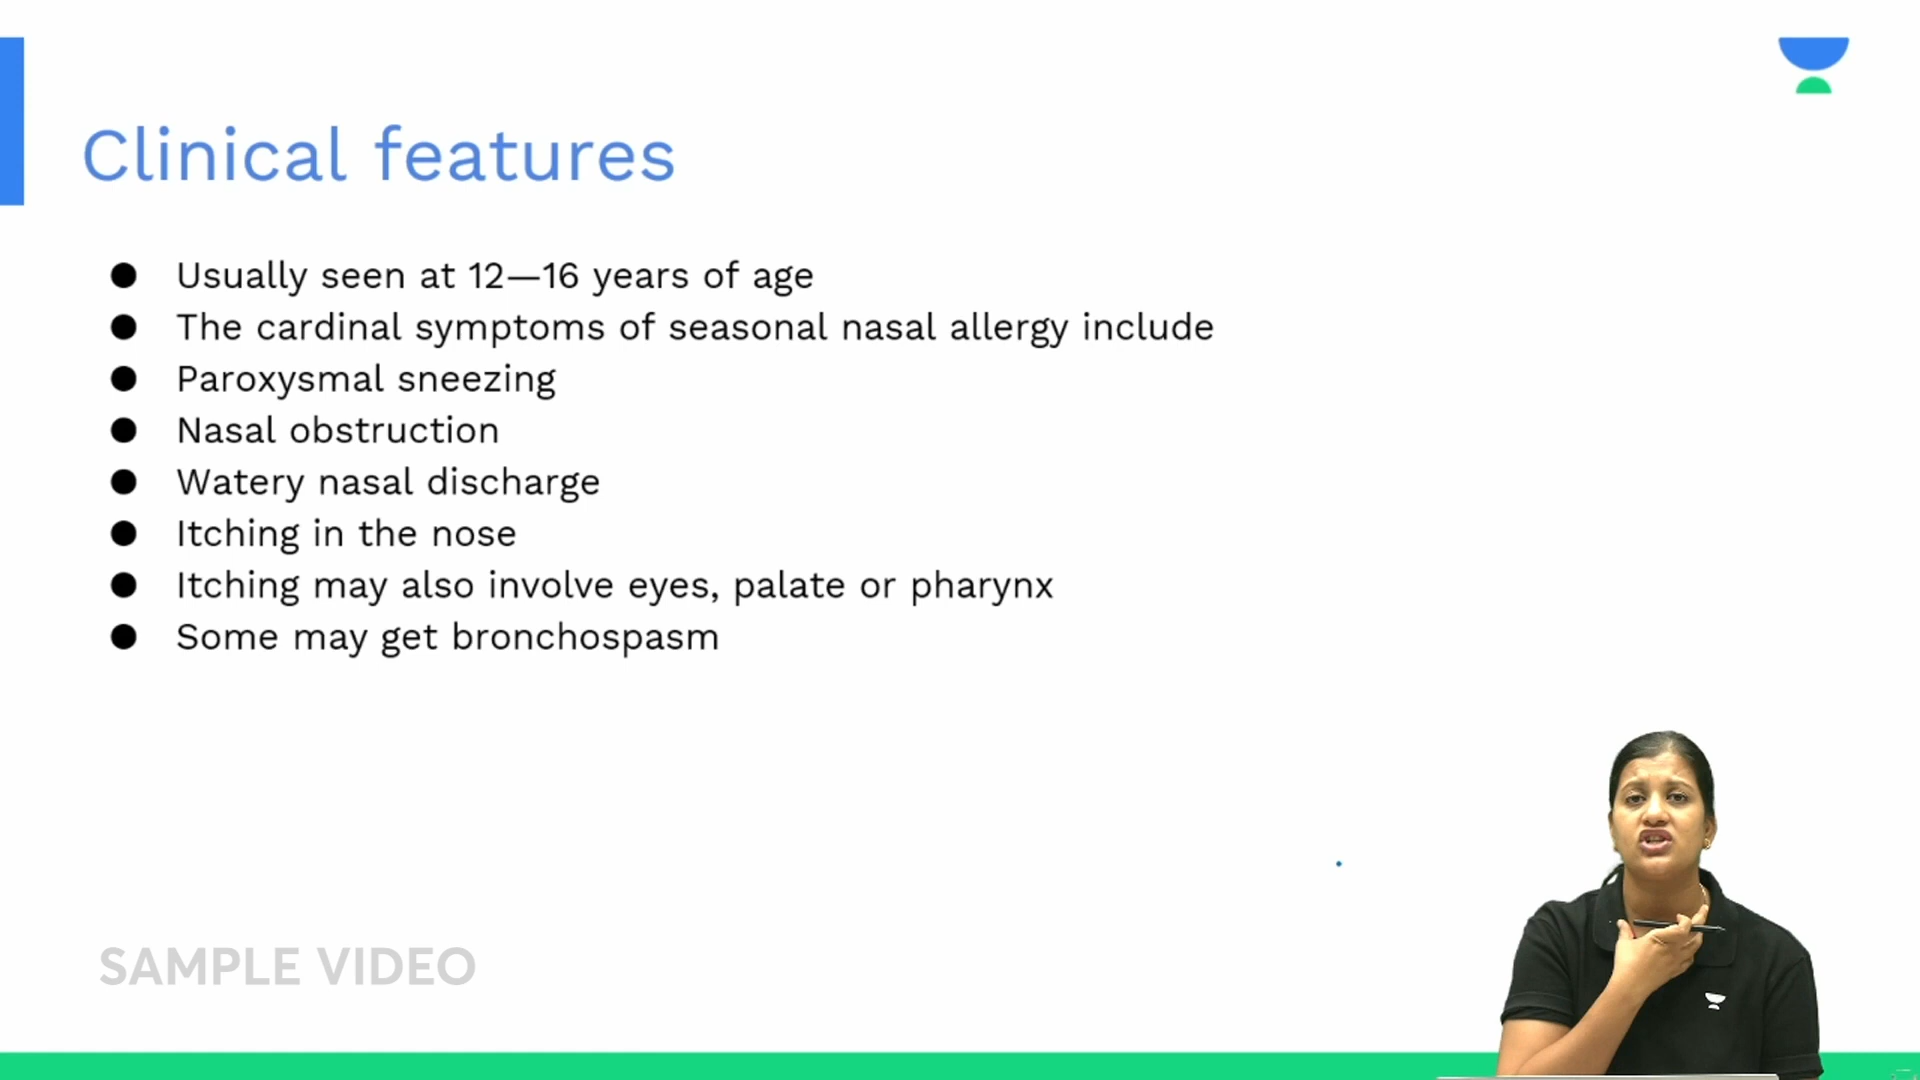 Clinical features
Usually seen at 12—16 years of age
The cardinal symptoms of seasonal nasal allergy include
Paroxysmal sneezing
Nasal obstruction
Watery nasal discharge
Itching in the nose
Itching may also involve eyes, palate or pharynx
Some may get bronchospasm
SAMPLE VIDEO